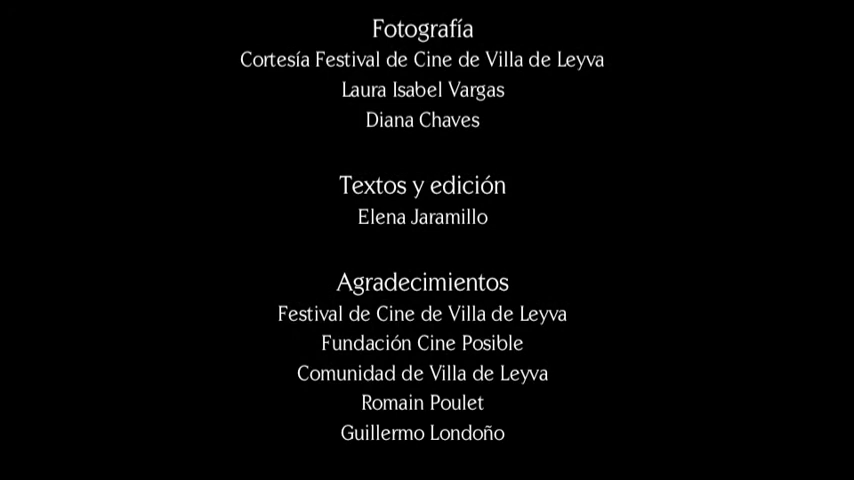 Fotografía
Cortesía Festival de Cine de Villa de Leyva
Laura Isabel Vargas
Diana Chaves
Textos y edición
Elena Jaramillo
Agradecimientos
Festival de Cine de Villa de Leyva
Fundación Cine Posible
Comunidad de Villa de Leyva
Romain Poulet
Guillermo Londoño